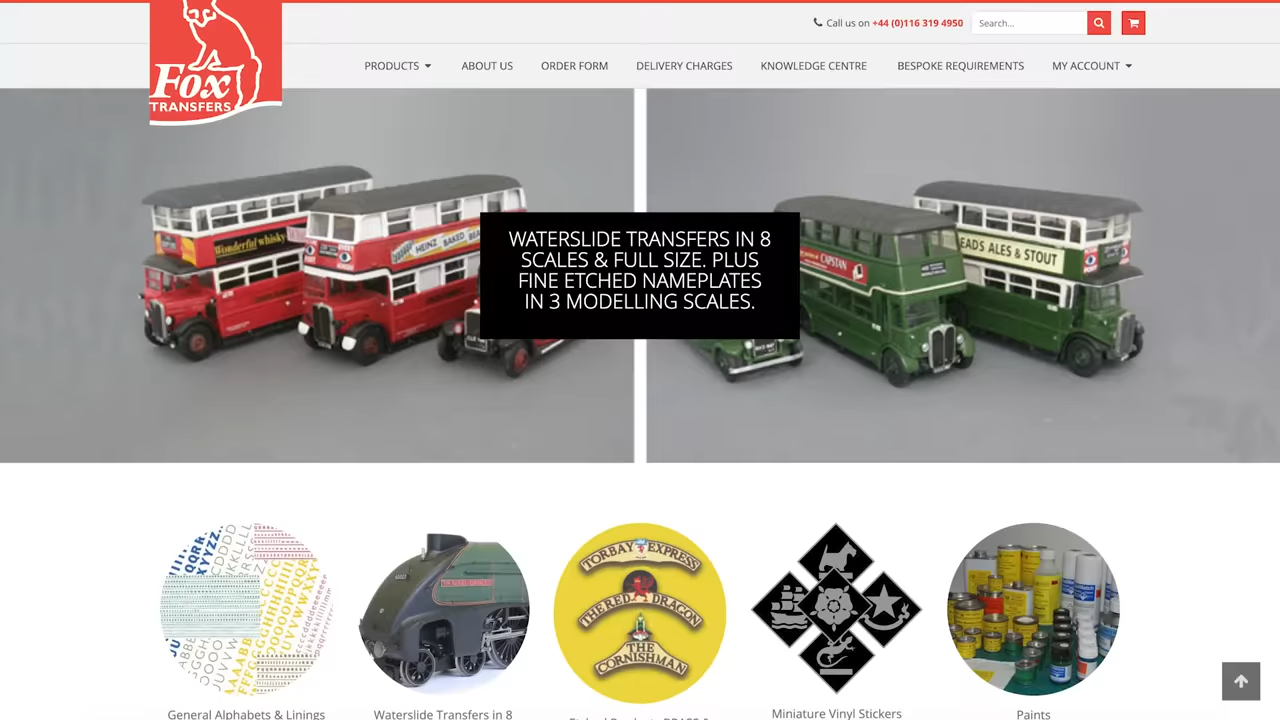 Call us on +44 (0)116 319 4950
Search...
Fox
TRANSFERS
PRODUCTS
ABOUT US
ORDER FORM
DELIVERY CHARGES
KNOWLEDGE CENTRE
BESPOKE REQUIREMENTS
MY ACCOUNT
Wonderful whisky
HEINZ BAKED
CAPSTAN
EADS ALES & STOUT
WATERSLIDE TRANSFERS IN 8
SCALES & FULL SIZE. PLUS
FINE ETCHED NAMEPLATES
IN 3 MODELLING SCALES.
TORBAY EXPRESS
THE RED DRAGON
THE
CORNISHMAN
General Alphabets & Linings
Waterslide Transfers in 8
Miniature Vinyl Stickers
Paints